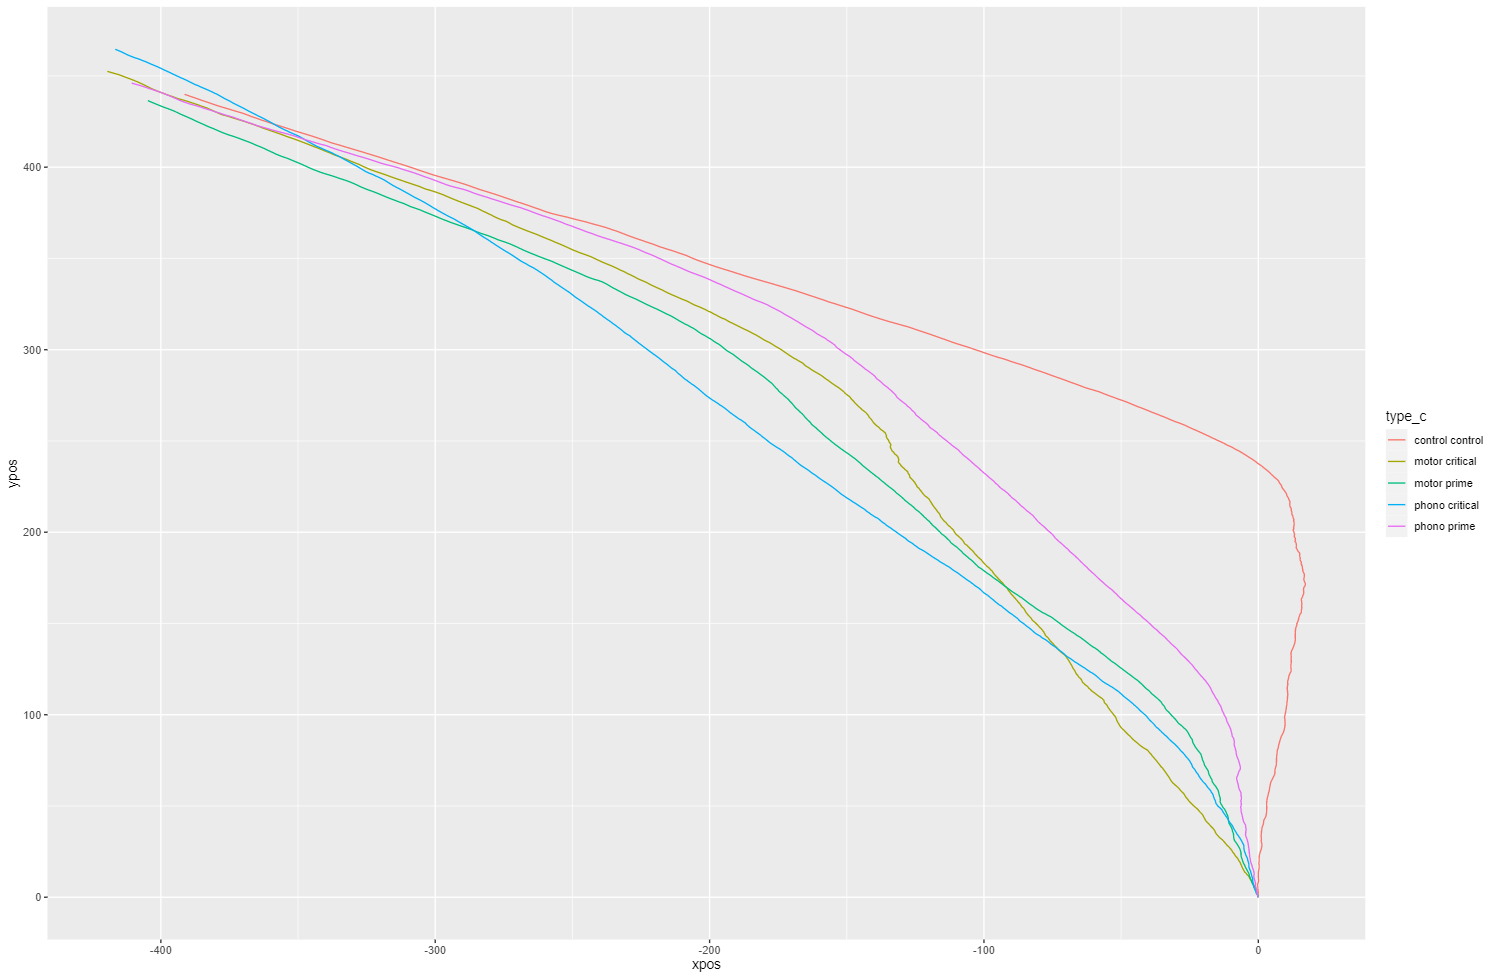 400
300
200
100
0
ypos
-400
-300
-200
-100
0
xpos
type_c
control control
motor critical
motor prime
phono critical
phono prime